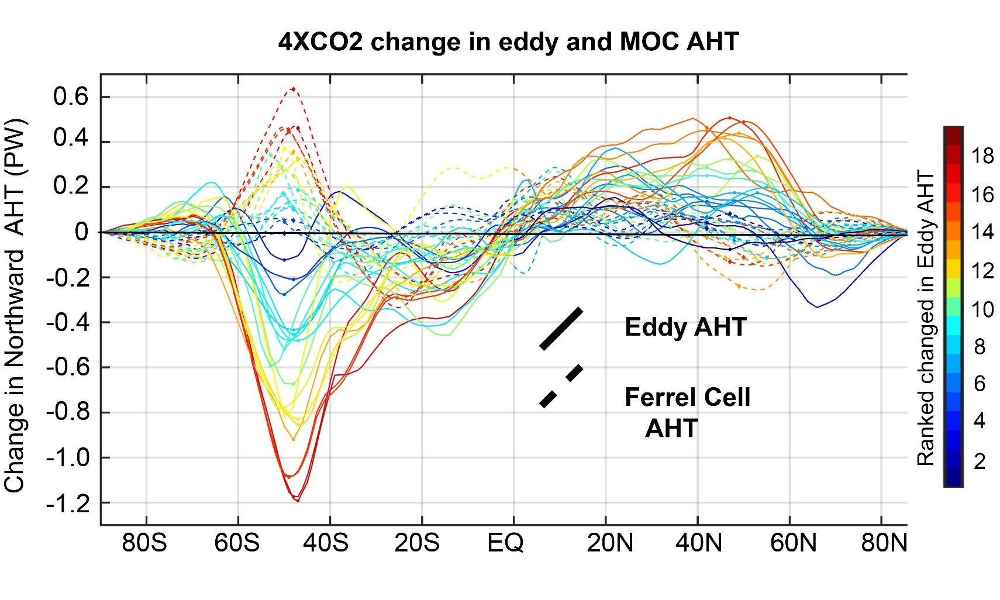 4XCO2 change in eddy and MOC AHT
Change in Northward AHT (PW)
0.6
0.4
0.2
0
-0.2
-0.4
-0.6
-0.8
-1.0
-1.2
80S 60S 40S 20S EQ 20N 40N 60N 80N
Eddy AHT
Ferrel Cell
AHT
Ranked changed in Eddy AHT
18
16
14
12
10
8
6
4
2